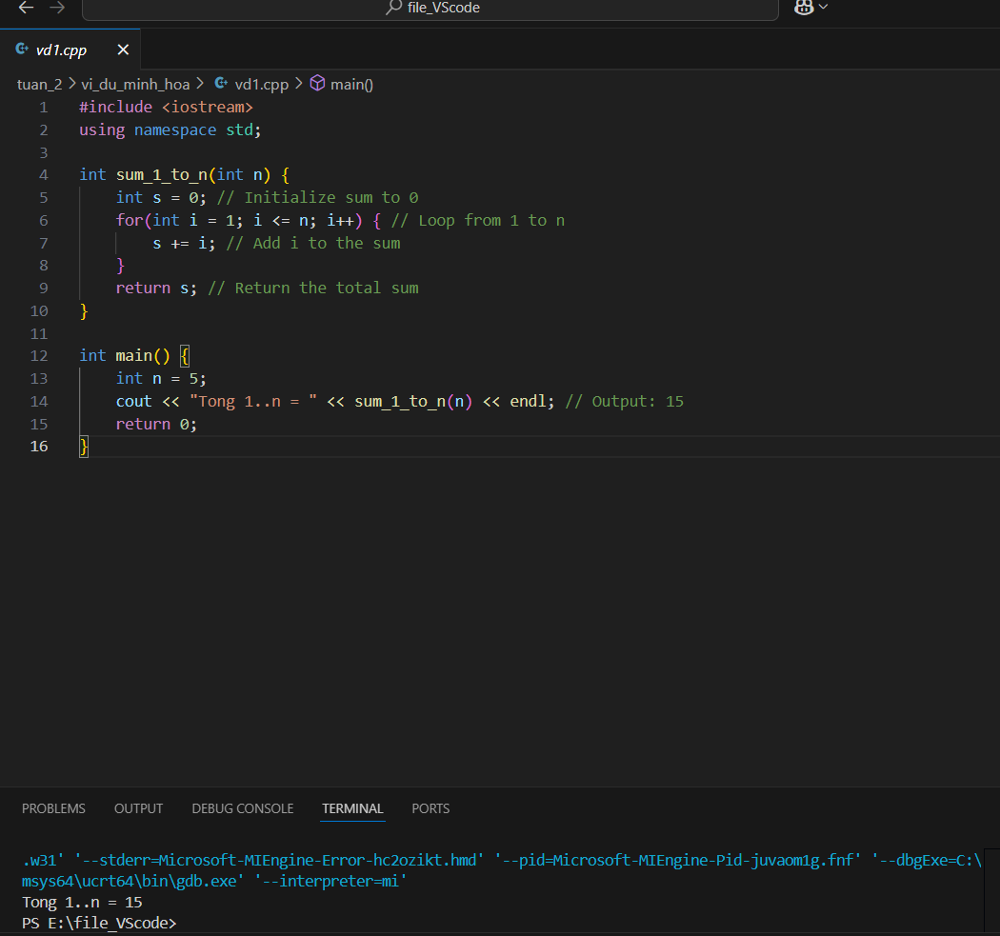 file_VScode
vd1.cpp
tuan_2 > vi_du_minh_hoa > vd1.cpp > main()
1 #include <iostream>
2 using namespace std;
3
4 int sum_1_to_n(int n) {
5     int s = 0; // Initialize sum to 0
6     for(int i = 1; i <= n; i++) { // Loop from 1 to n
7         s += i; // Add i to the sum
8     }
9     return s; // Return the total sum
10 }
11
12 int main() {
13     int n = 5;
14     cout << "Tong 1..n = " << sum_1_to_n(n) << endl; // Output: 15
15     return 0;
16 }
PROBLEMS OUTPUT DEBUG CONSOLE TERMINAL PORTS
.w31' '--stderr=Microsoft-MIEngine-Error-hc2ozikt.hmd' '--pid=Microsoft-MIEngine-Pid-juvaom1g.fnf' '--dbgExe=C:\
msys64\ucrt64\bin\gdb.exe' '--interpreter=mi'
Tong 1..n = 15
PS E:\file_VScode>